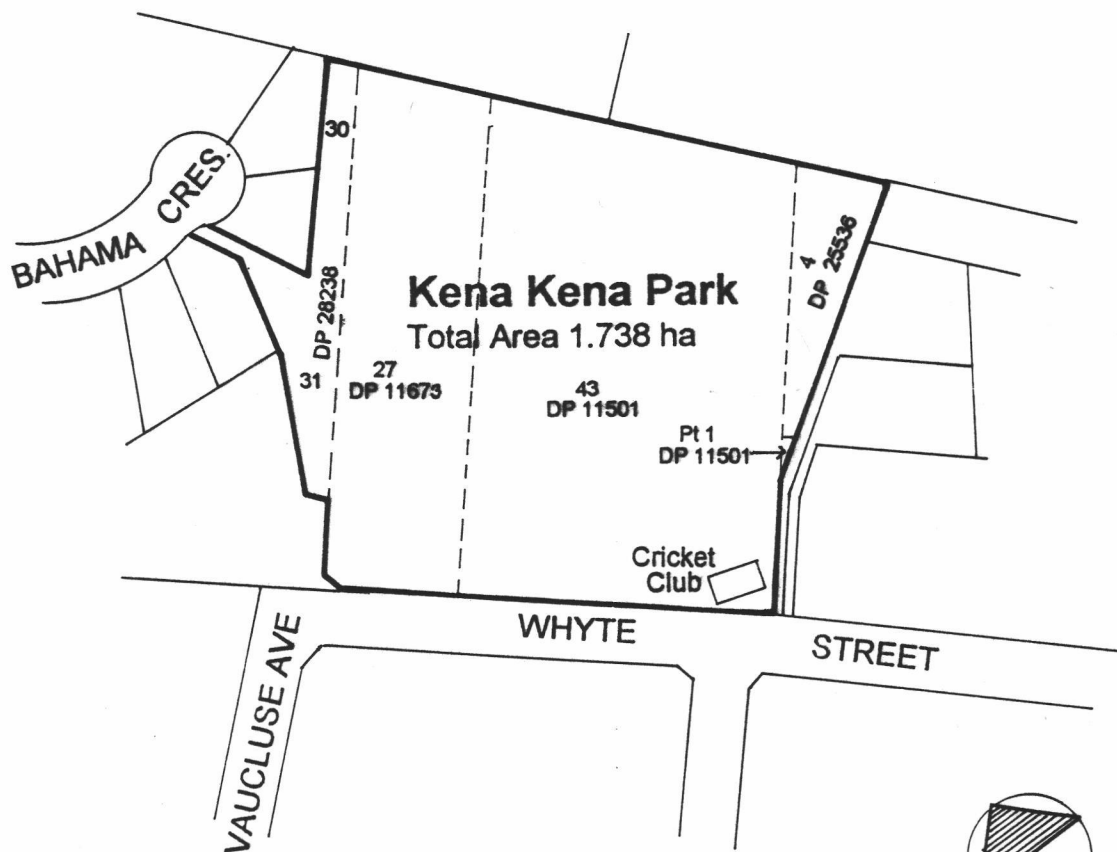 30
BAHAMA CRES.
DP 28238
Kena Kena Park
Total Area 1.738 ha
4
DP 25536
31
27
DP 11673
43
DP 11501
Pt 1
DP 11501
Cricket
Club
WHYTE STREET
VAUCLUSE AVE